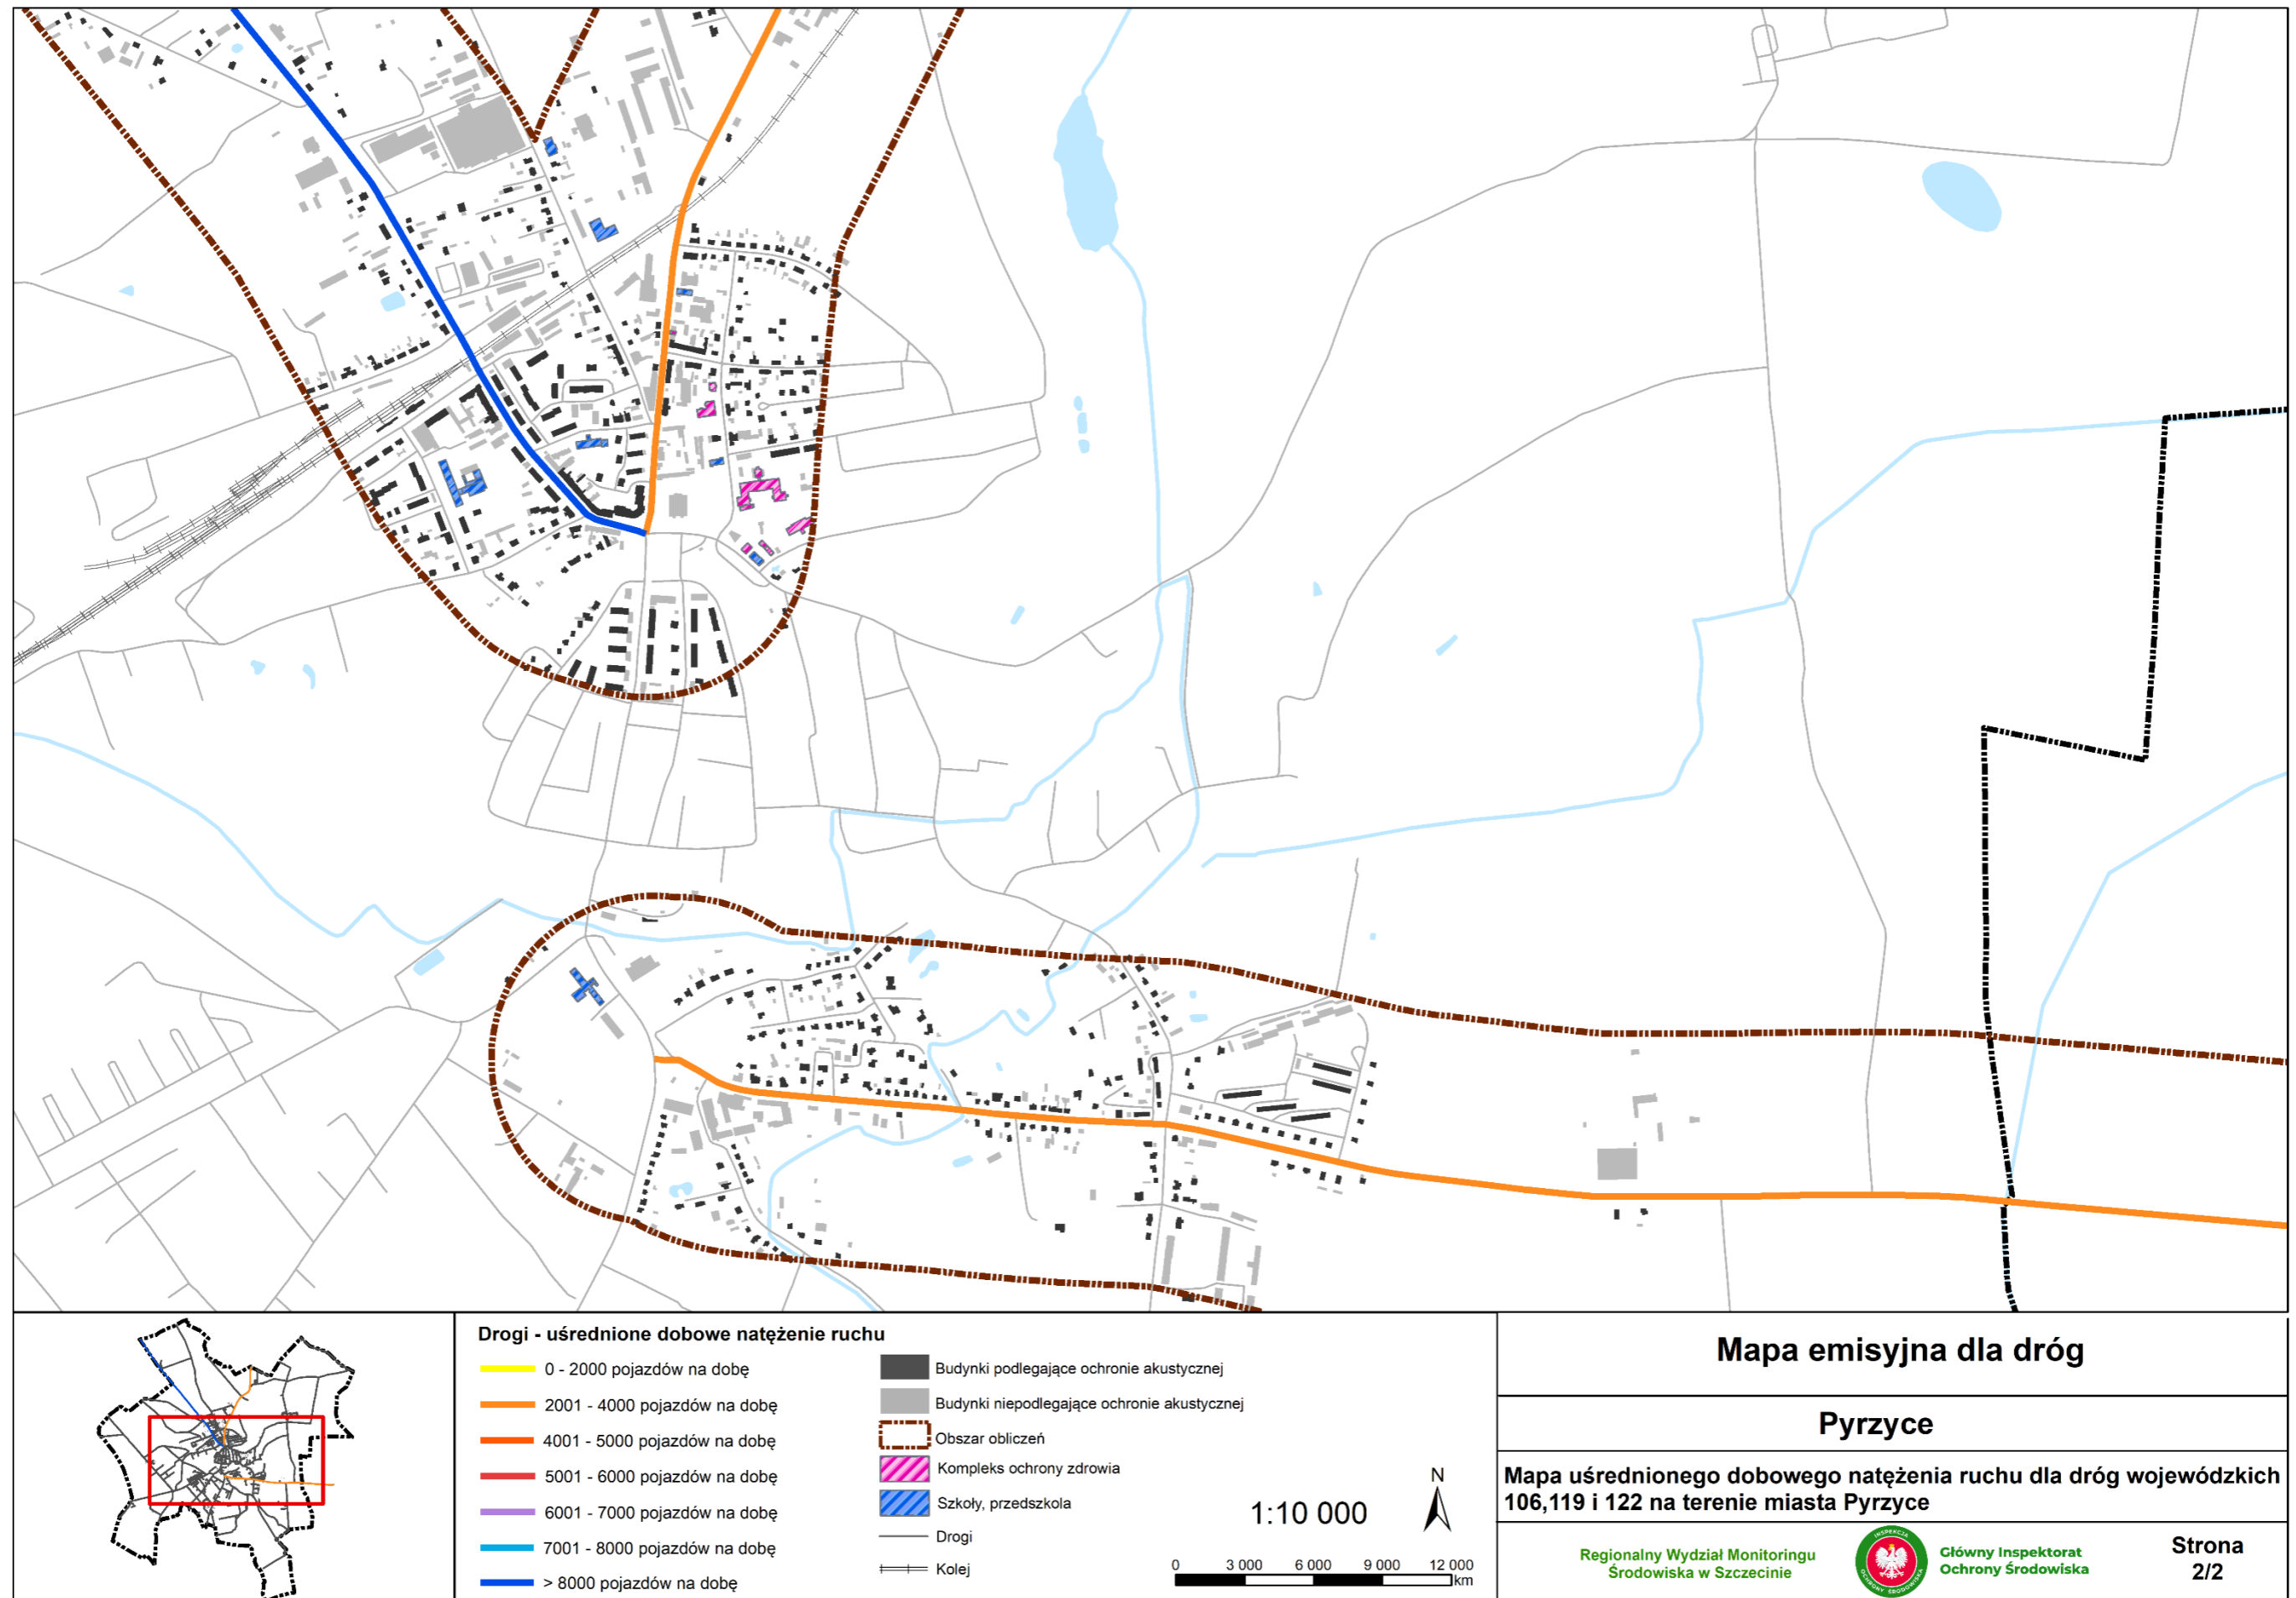 Drogi - uśrednione dobowe natężenie ruchu
0 - 2000 pojazdów na dobę
2001 - 4000 pojazdów na dobę
4001 - 5000 pojazdów na dobę
5001 - 6000 pojazdów na dobę
6001 - 7000 pojazdów na dobę
7001 - 8000 pojazdów na dobę
> 8000 pojazdów na dobę
Budynki podlegające ochronie akustycznej
Budynki niepodlegające ochronie akustycznej
Obszar obliczeń
Kompleks ochrony zdrowia
Szkoły, przedszkola
Drogi
Kolej
1:10 000
N
0 3 000 6 000 9 000 12 000
km
Mapa emisyjna dla dróg
Pyrzyce
Mapa uśrednionego dobowego natężenia ruchu dla dróg wojewódzkich
106,119 i 122 na terenie miasta Pyrzyce
Regionalny Wydział Monitoringu
Środowiska w Szczecinie
INSPEKCJA
OCHRONY ŚRODOWISKA
Główny Inspektorat
Ochrony Środowiska
Strona
2/2